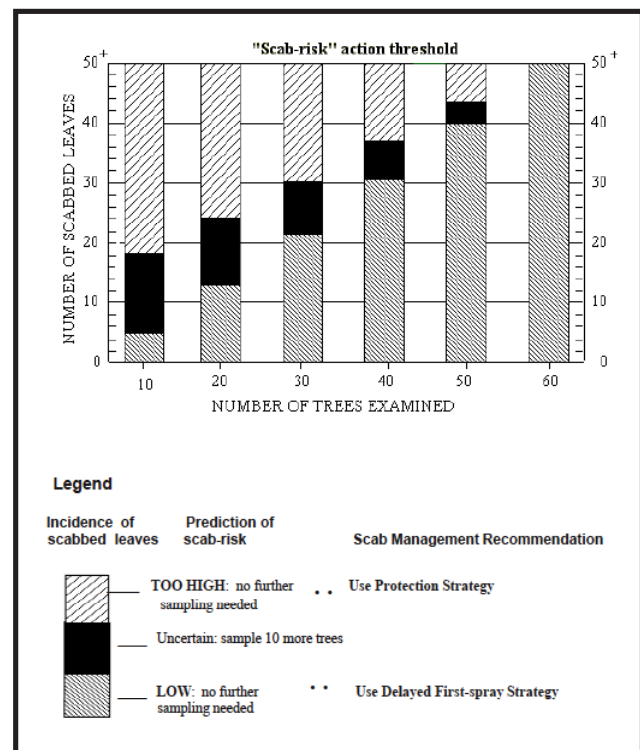 "Scab-risk" action threshold
50+ 50+
40 40
30 30
20 20
10 10
0 0
NUMBER OF SCABBED LEAVES
10 20 30 40 50 60
NUMBER OF TREES EXAMINED
Legend
Incidence of scabbed leaves
Prediction of scab-risk
Scab Management Recommendation
TOO HIGH: no further sampling needed
Use Protection Strategy
Uncertain: sample 10 more trees
LOW: no further sampling needed
Use Delayed First-spray Strategy